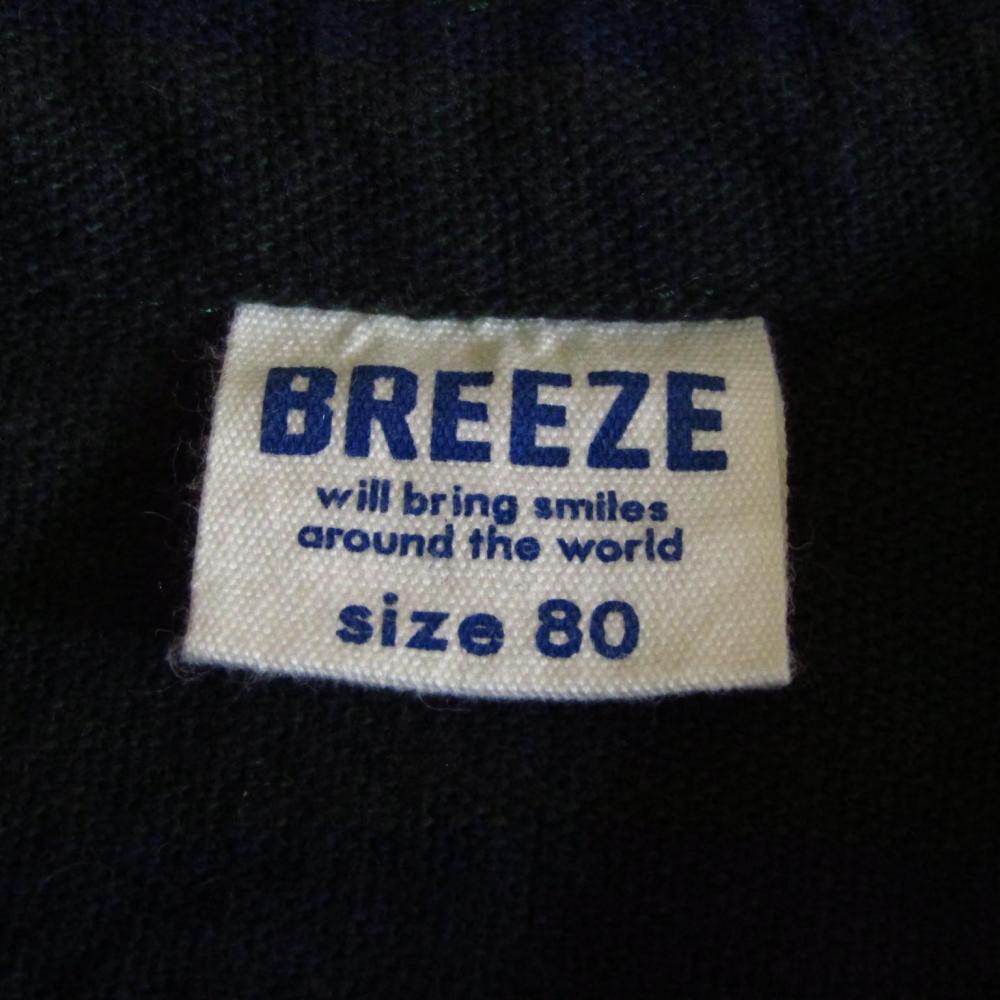 BREEZE
will bring smiles
around the world
size 80